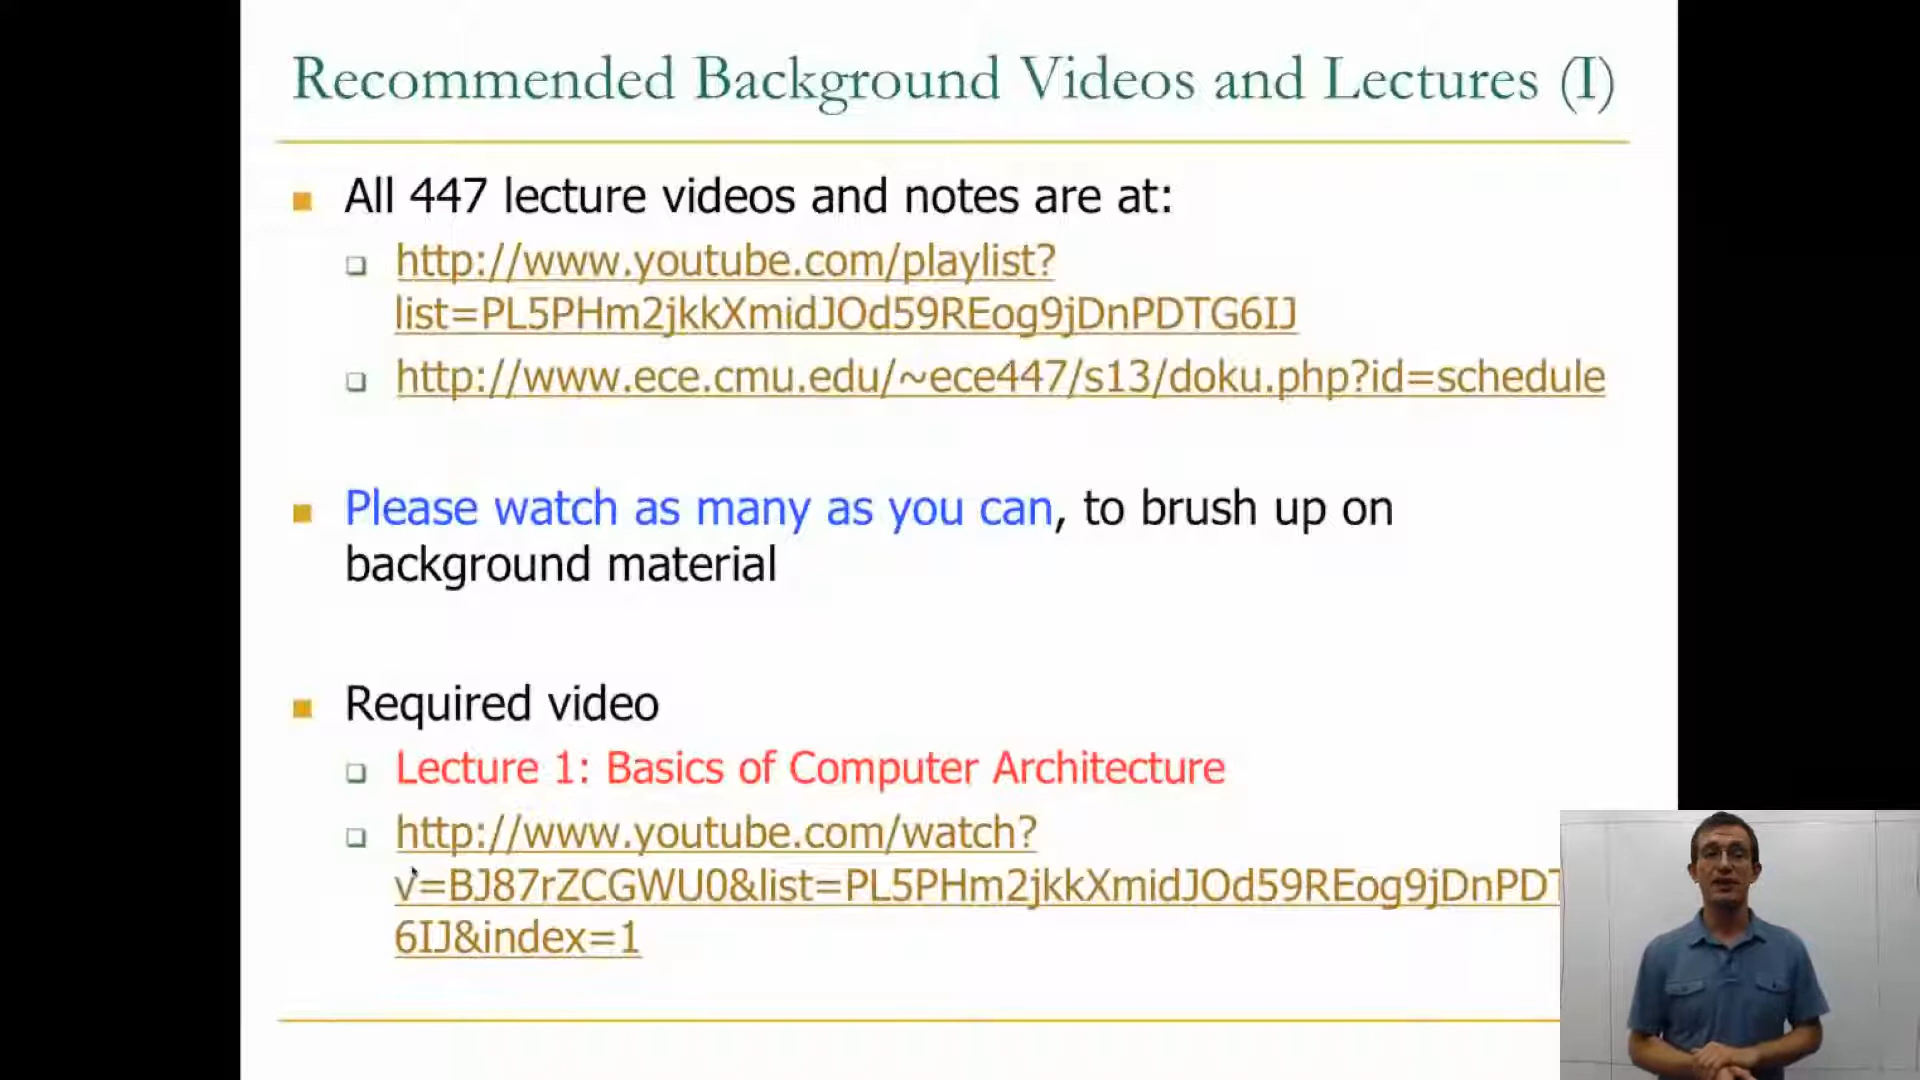 Recommended Background Videos and Lectures (I)
All 447 lecture videos and notes are at:
http://www.youtube.com/playlist?
list=PL5PHm2jkkXmidJOd59REog9jDnPDTG6IJ
http://www.ece.cmu.edu/~ece447/s13/doku.php?id=schedule
Please watch as many as you can, to brush up on
background material
Required video
Lecture 1: Basics of Computer Architecture
http://www.youtube.com/watch?
v=BJ87rZCGWU0&list=PL5PHm2jkkXmidJOd59REog9jDnPDT
6IJ&index=1